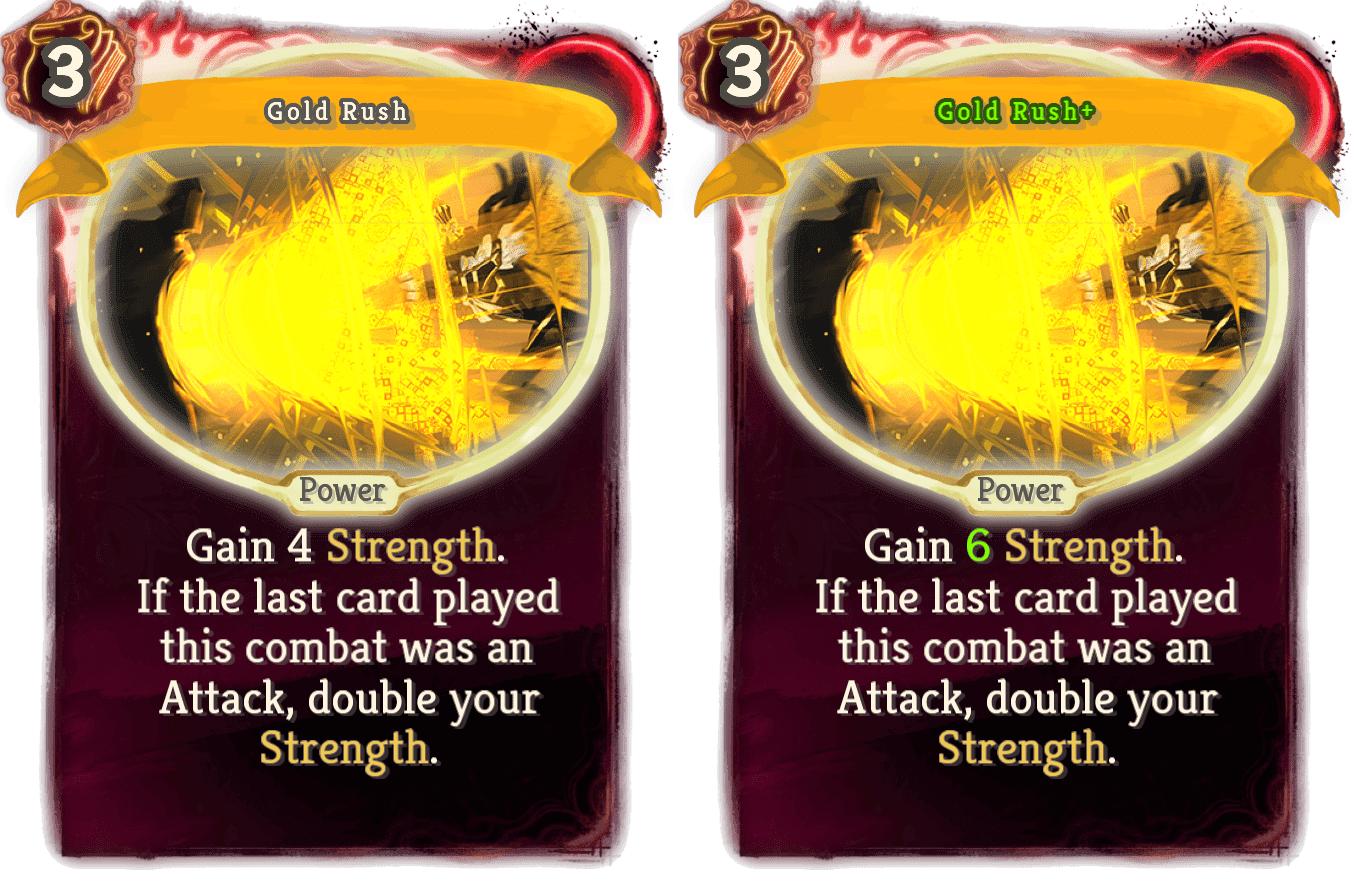 3
Gold Rush
Power
Gain 4 Strength.
If the last card played
this combat was an
Attack, double your
Strength.
3
Gold Rush+
Power
Gain 6 Strength.
If the last card played
this combat was an
Attack, double your
Strength.